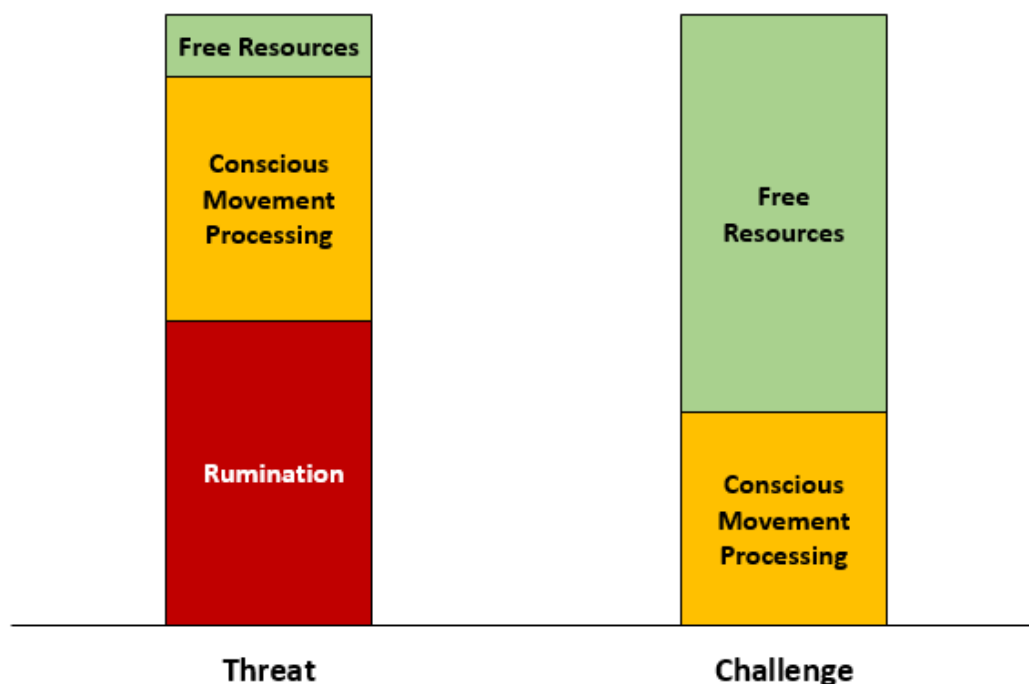 Free Resources
Conscious
Movement
Processing
Rumination
Threat
Free
Resources
Conscious
Movement
Processing
Challenge